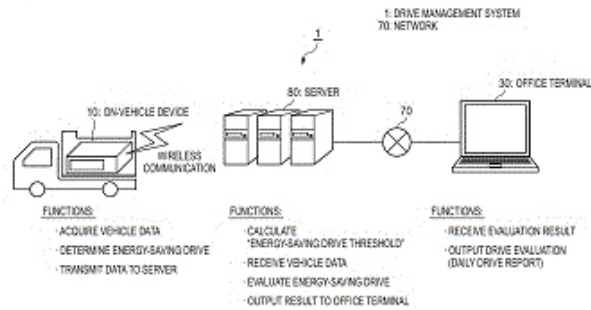 1: DRIVE MANAGEMENT SYSTEM
70: NETWORK
1
80: SERVER
30: OFFICE TERMINAL
10: ON-VEHICLE DEVICE
70
WIRELESS
COMMUNICATION
FUNCTIONS:
· ACQUIRE VEHICLE DATA
· DETERMINE ENERGY-SAVING DRIVE
· TRANSMIT DATA TO SERVER
FUNCTIONS:
· CALCULATE
"ENERGY-SAVING DRIVE THRESHOLD"
· RECEIVE VEHICLE DATA
· EVALUATE ENERGY-SAVING DRIVE
· OUTPUT RESULT TO OFFICE TERMINAL
FUNCTIONS:
· RECEIVE EVALUATION RESULT
· OUTPUT DRIVE EVALUATION
(DAILY DRIVE REPORT)